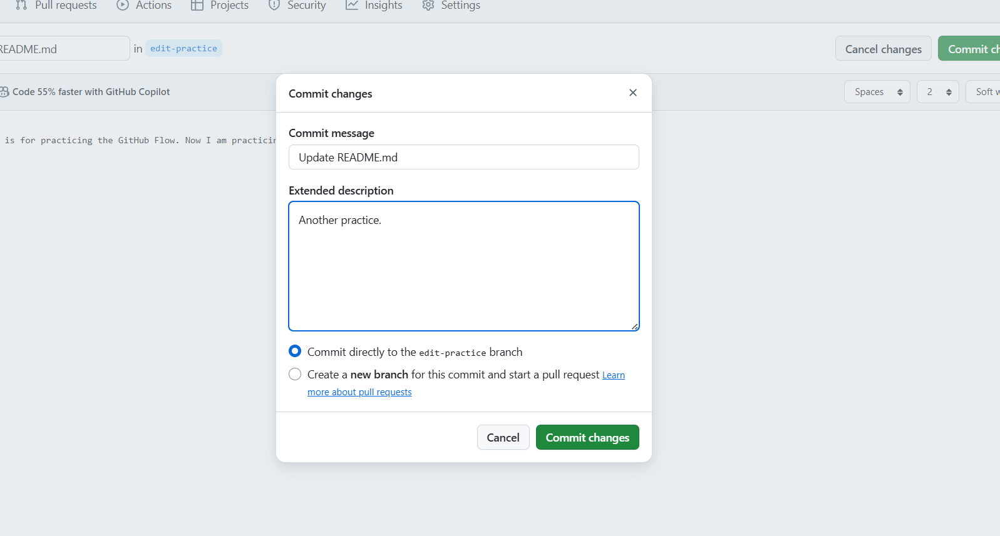 Pull requests Actions Projects Security Insights Settings
README.md in edit-practice Cancel changes Commit
Code 55% faster with GitHub Copilot Spaces 2 Soft
is for practicing the GitHub Flow. Now I am
Commit changes
Commit message
Update README.md
Extended description
Another practice.
Commit directly to the edit-practice branch
Create a new branch for this commit and start a pull request Learn
more about pull requests
Cancel Commit changes